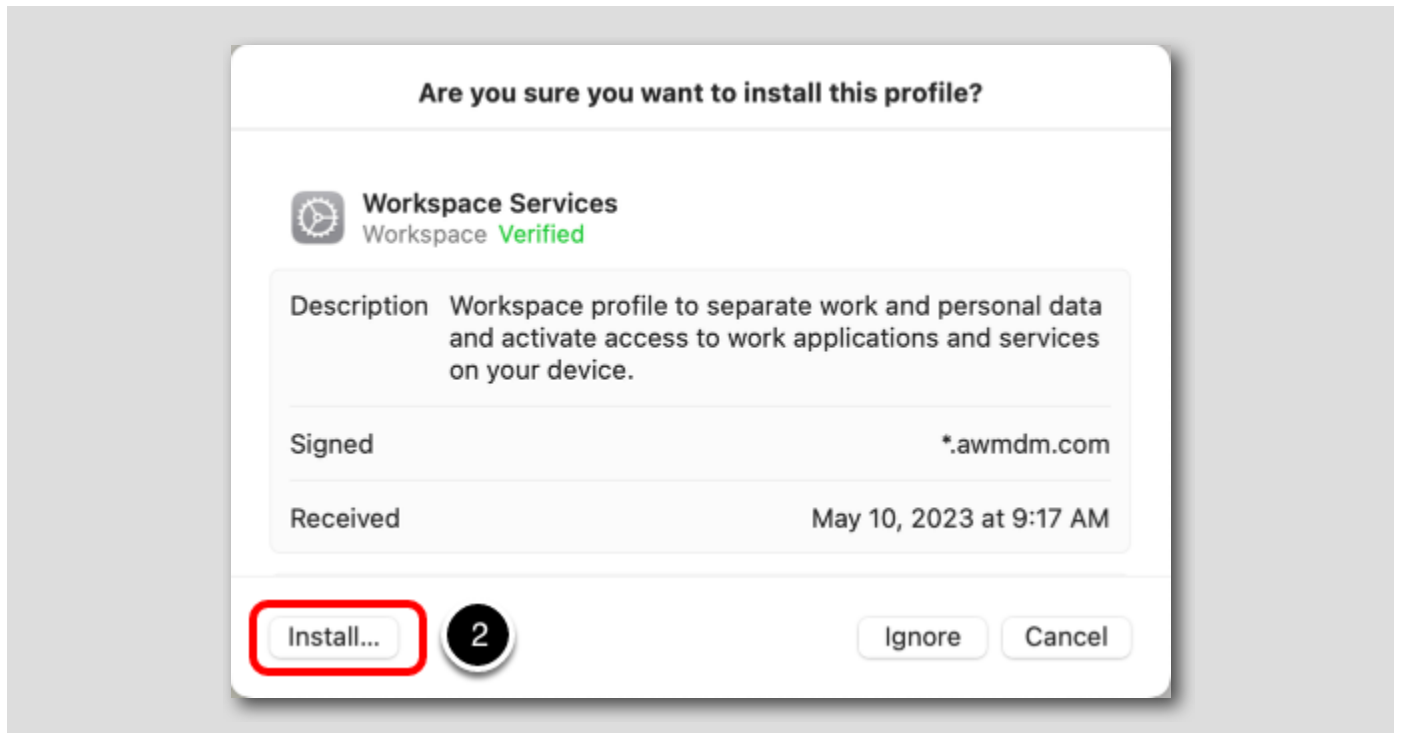 Are you sure you want to install this profile?
Workspace Services
Workspace Verified
Description Workspace profile to separate work and personal data
and activate access to work applications and services
on your device.
Signed *.awmdm.com
Received May 10, 2023 at 9:17 AM
Install... 2 Ignore Cancel